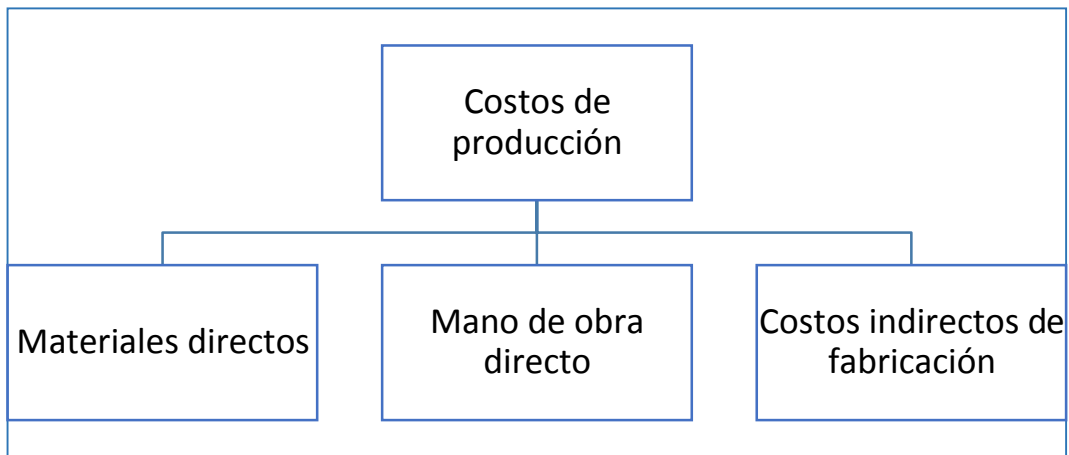 Costos de
producción
Materiales directos
Mano de obra
directo
Costos indirectos de
fabricación